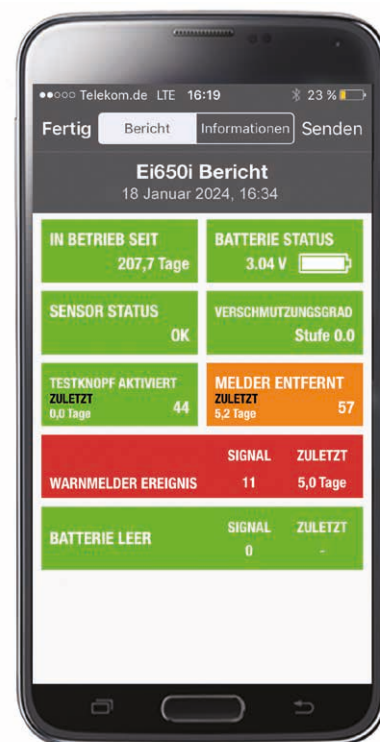 ●●○○○ Telekom.de LTE 16:19 23 %
Fertig Bericht Informationen Senden
Ei650i Bericht
18 Januar 2024, 16:34
IN BETRIEB SEIT
207,7 Tage
BATTERIE STATUS
3.04 V
SENSOR STATUS
OK
VERSCHMUTZUNGSGRAD
Stufe 0.0
TESTKNOPF AKTIVIERT
ZULETZT
0,0 Tage 44
MELDER ENTFERNT
ZULETZT
5,2 Tage 57
SIGNAL ZULETZT
WARNMELDER EREIGNIS 11 5,0 Tage
SIGNAL ZULETZT
BATTERIE LEER
0 -